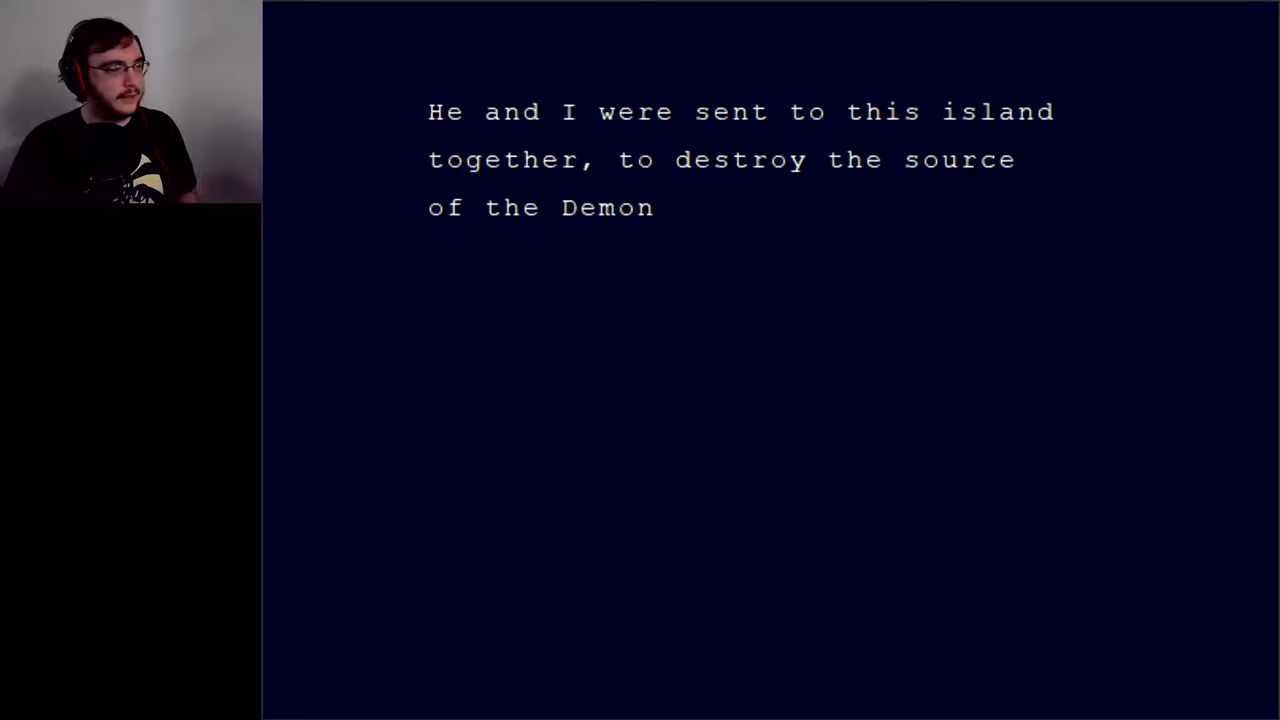 He and I were sent to this island
together, to destroy the source
of the Demon